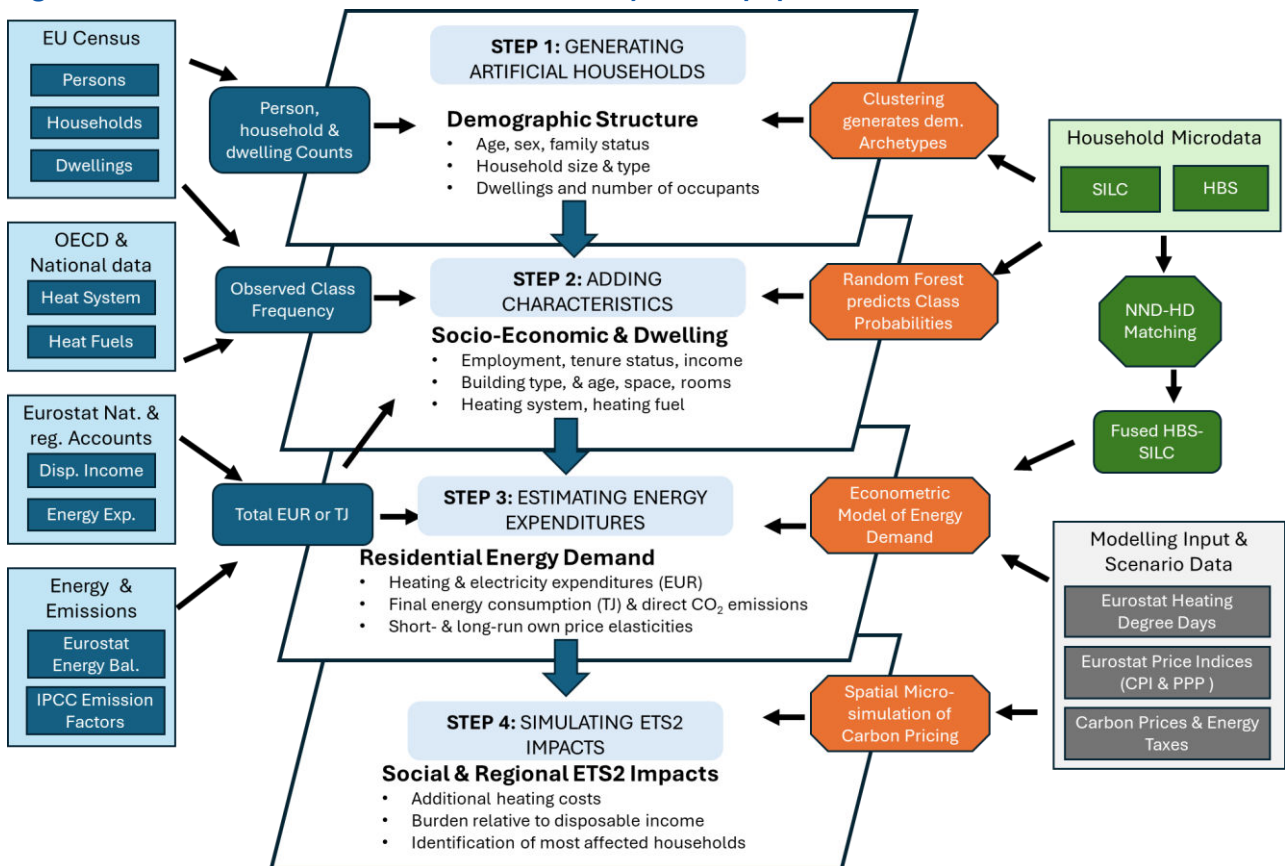 EU Census
Persons
Households
Dwellings
OECD &
National data
Heat System
Heat Fuels
Eurostat Nat. &
reg. Accounts
Disp. Income
Energy Exp.
Energy &
Emissions
Eurostat
Energy Bal.
IPCC Emission
Factors
Person,
household &
dwelling Counts
Observed Class
Frequency
Total EUR or TJ
STEP 1: GENERATING
ARTIFICIAL HOUSEHOLDS
Demographic Structure
• Age, sex, family status
• Household size & type
• Dwellings and number of occupants
STEP 2: ADDING
CHARACTERISTICS
Socio-Economic & Dwelling
• Employment, tenure status, income
• Building type, & age, space, rooms
• Heating system, heating fuel
STEP 3: ESTIMATING ENERGY
EXPENDITURES
Residential Energy Demand
• Heating & electricity expenditures (EUR)
• Final energy consumption (TJ) & direct CO₂ emissions
• Short- & long-run own price elasticities
STEP 4: SIMULATING ETS2
IMPACTS
Social & Regional ETS2 Impacts
• Additional heating costs
• Burden relative to disposable income
• Identification of most affected households
Clustering
generates dem.
Archetypes
Random Forest
predicts Class
Probabilities
Econometric
Model of Energy
Demand
Spatial Micro-
simulation of
Carbon Pricing
Household Microdata
SILC
HBS
NND-HD
Matching
Fused HBS-
SILC
Modelling Input &
Scenario Data
Eurostat Heating
Degree Days
Eurostat Price Indices
(CPI & PPP )
Carbon Prices & Energy
Taxes